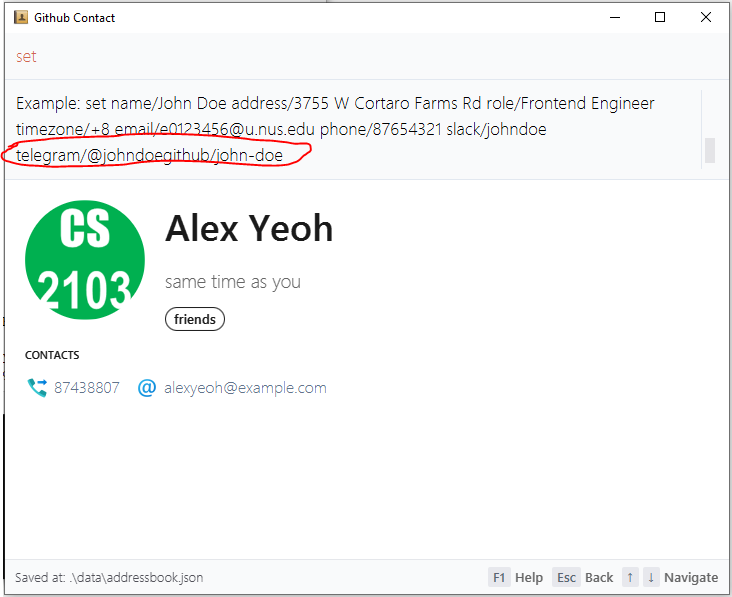 Github Contact
set
Example: set name/John Doe address/3755 W Cortaro Farms Rd role/Frontend Engineer
timezone/+8 email/e0123456@u.nus.edu phone/87654321 slack/johndoe
telegram/@johndoegithub/john-doe
CS
2103
Alex Yeoh
same time as you
friends
CONTACTS
87438807 @ alexyeoh@example.com
Saved at: .\data\addressbook.json F1 Help Esc Back ↑ ↓ Navigate